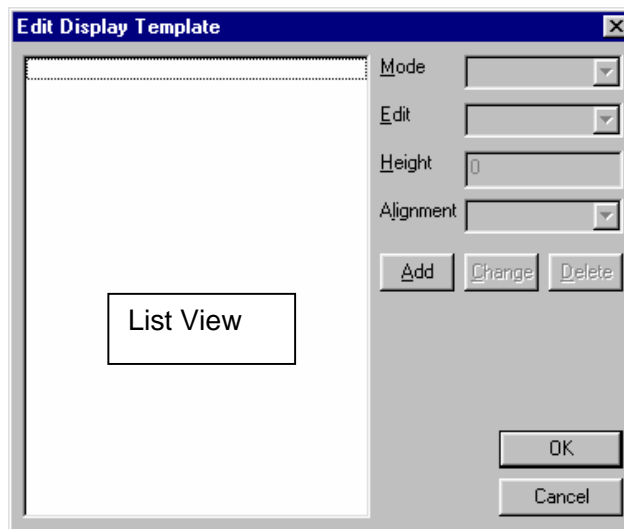 Edit Display Template
Mode
Edit
Height 0
Alignment
Add Change Delete
List View
OK
Cancel